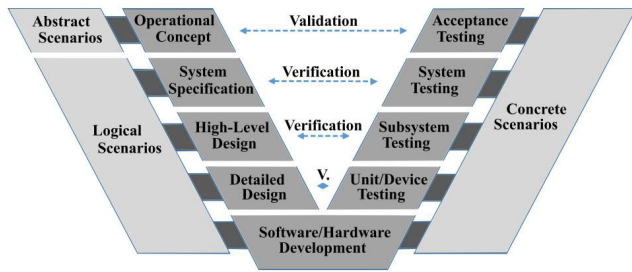 Abstract
Scenarios
Operational
Concept
Validation
Acceptance
Testing
System
Specification
Verification
System
Testing
Logical
Scenarios
High-Level
Design
Verification
Subsystem
Testing
Concrete
Scenarios
Detailed
Design
V.
Unit/Device
Testing
Software/Hardware
Development